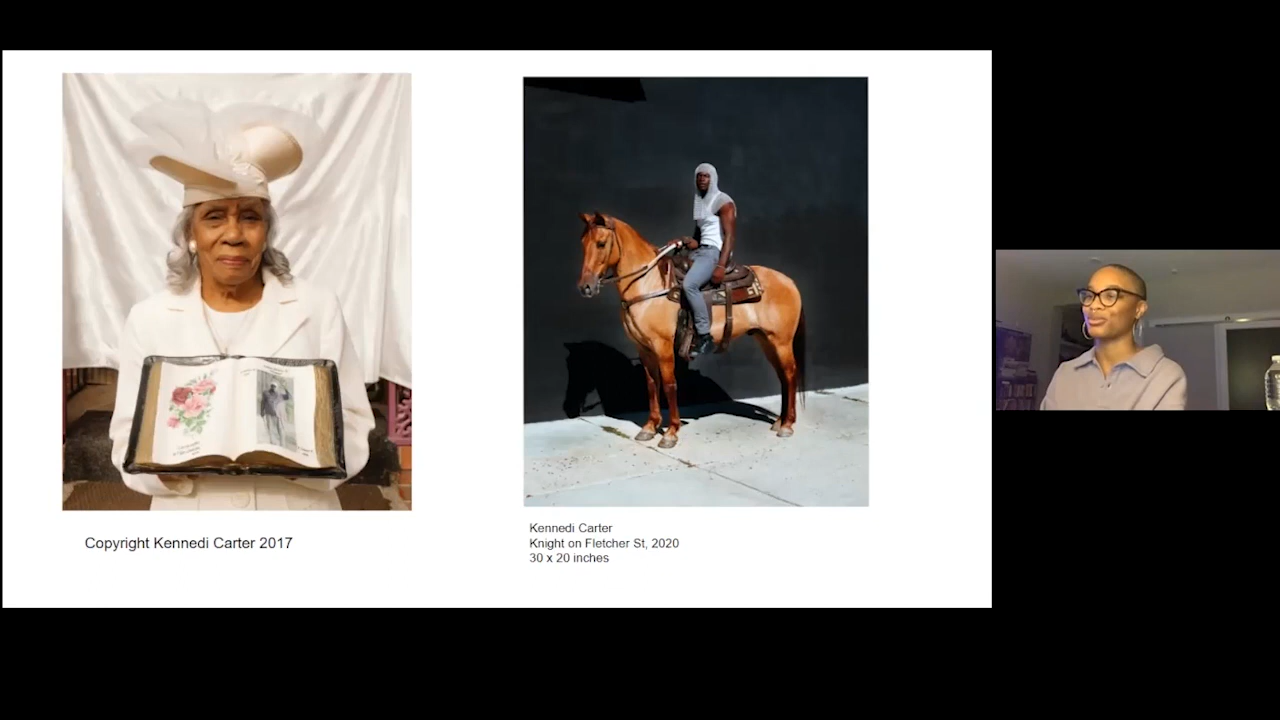 Copyright Kennedi Carter 2017
Kennedi Carter
Knight on Fletcher St, 2020
30 x 20 inches